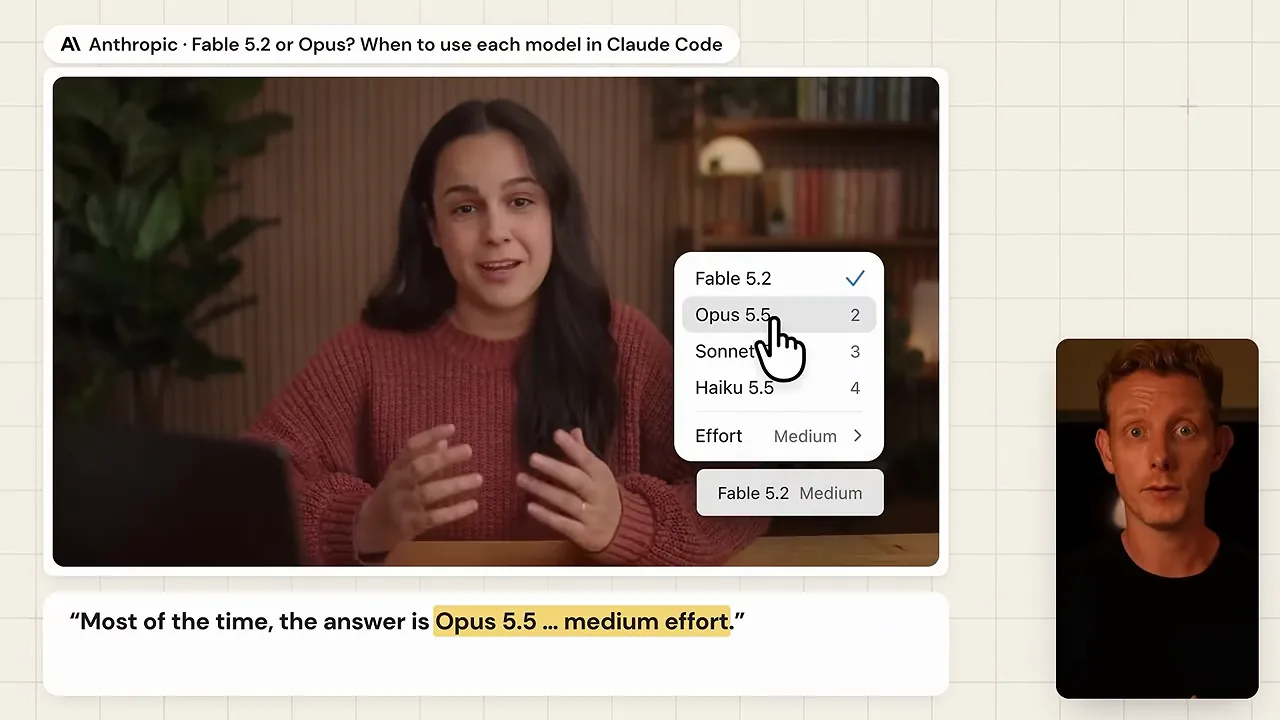 Anthropic · Fable 5.2 or Opus? When to use each model in Claude Code
Fable 5.2
Opus 5.5 2
Sonnet 3
Haiku 5.5 4
Effort Medium
Fable 5.2 Medium
“Most of the time, the answer is Opus 5.5 ... medium effort.”